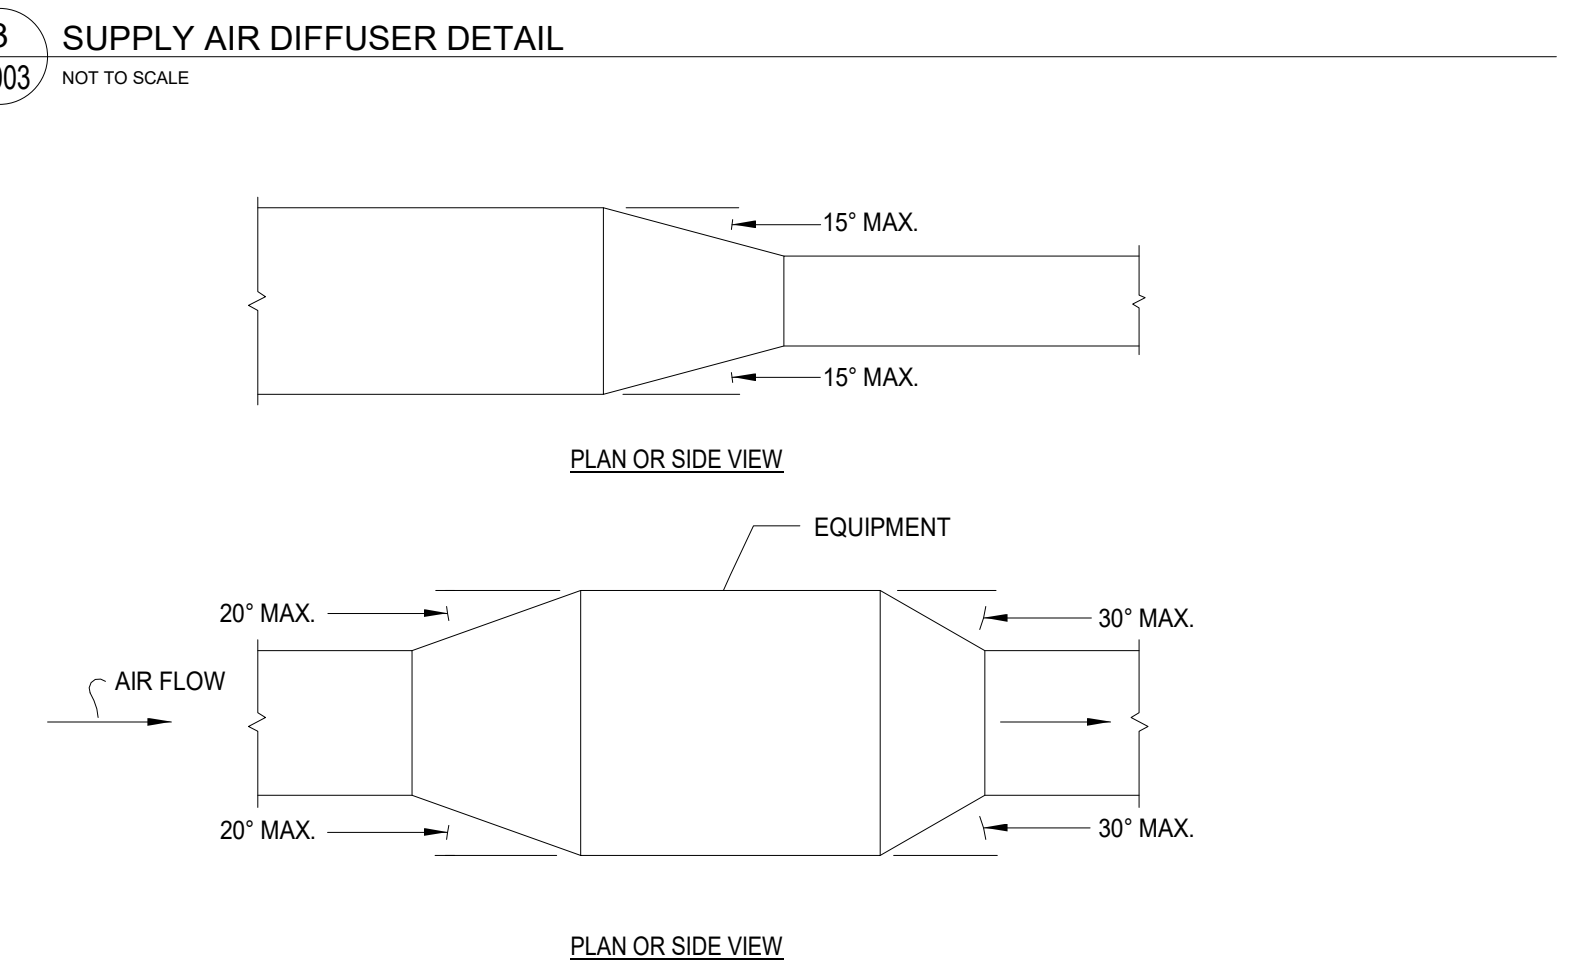 SUPPLY AIR DIFFUSER DETAIL
NOT TO SCALE
15° MAX.
15° MAX.
PLAN OR SIDE VIEW
EQUIPMENT
20° MAX.
30° MAX.
AIR FLOW
20° MAX.
30° MAX.
PLAN OR SIDE VIEW